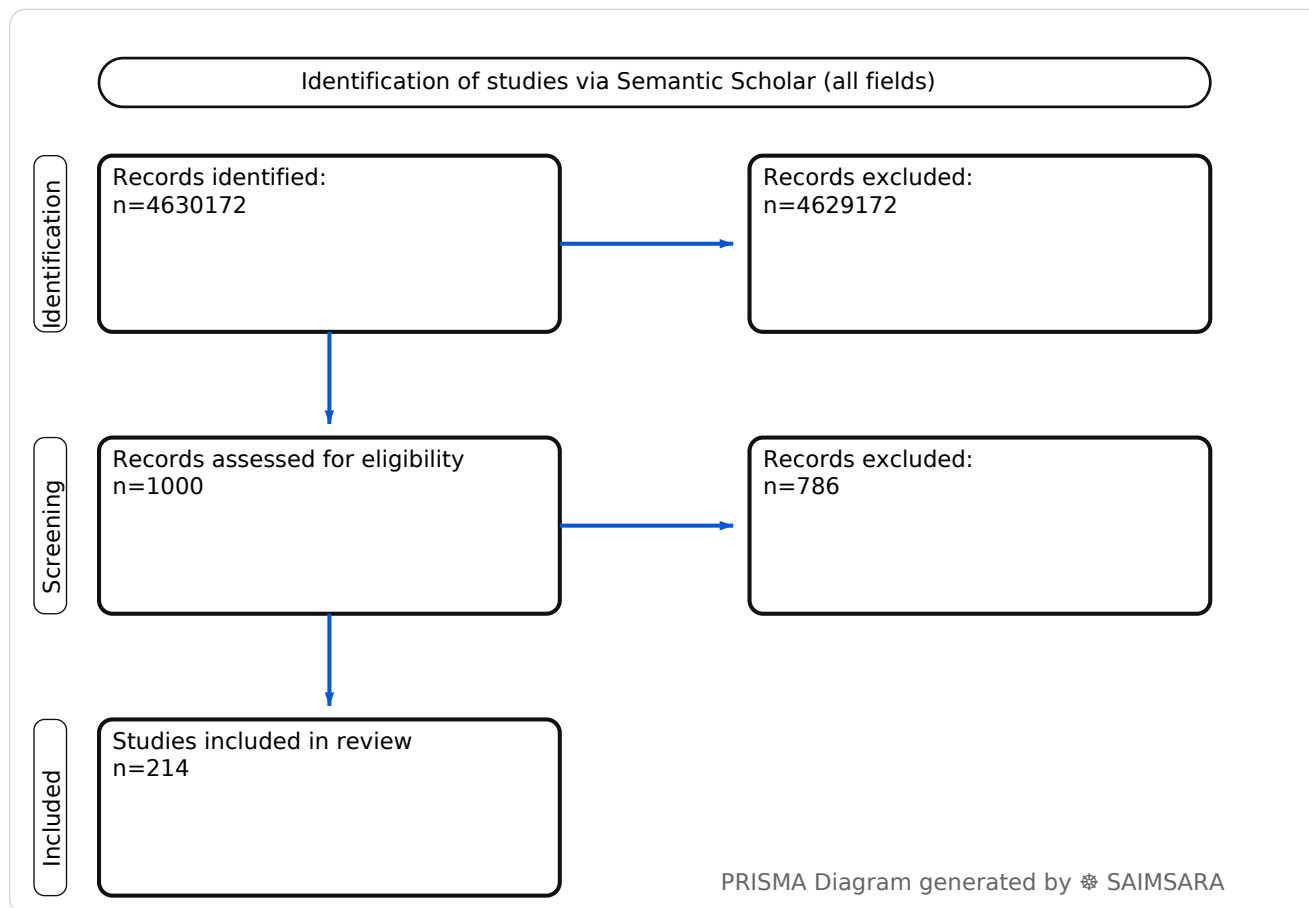 Identification of studies via Semantic Scholar (all fields)
Identification
Records identified:
n=4630172
Records excluded:
n=4629172
Screening
Records assessed for eligibility
n=1000
Records excluded:
n=786
Included
Studies included in review
n=214
PRISMA Diagram generated by ☸ SAIMSARA